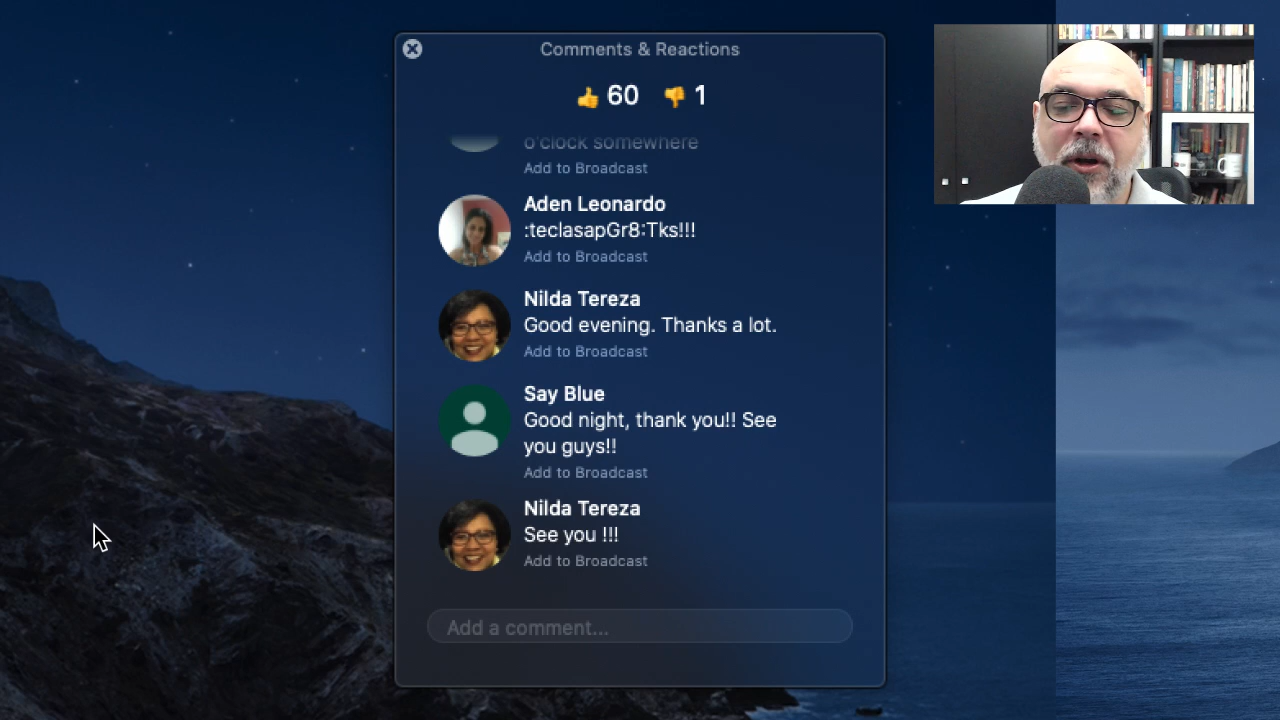 Comments & Reactions
👍 60 👎 1
o'clock somewhere
Add to Broadcast
Aden Leonardo
:teclasapGr8:Tks!!!
Add to Broadcast
Nilda Tereza
Good evening. Thanks a lot.
Add to Broadcast
Say Blue
Good night, thank you!! See
you guys!!
Add to Broadcast
Nilda Tereza
See you !!!
Add to Broadcast
Add a comment...